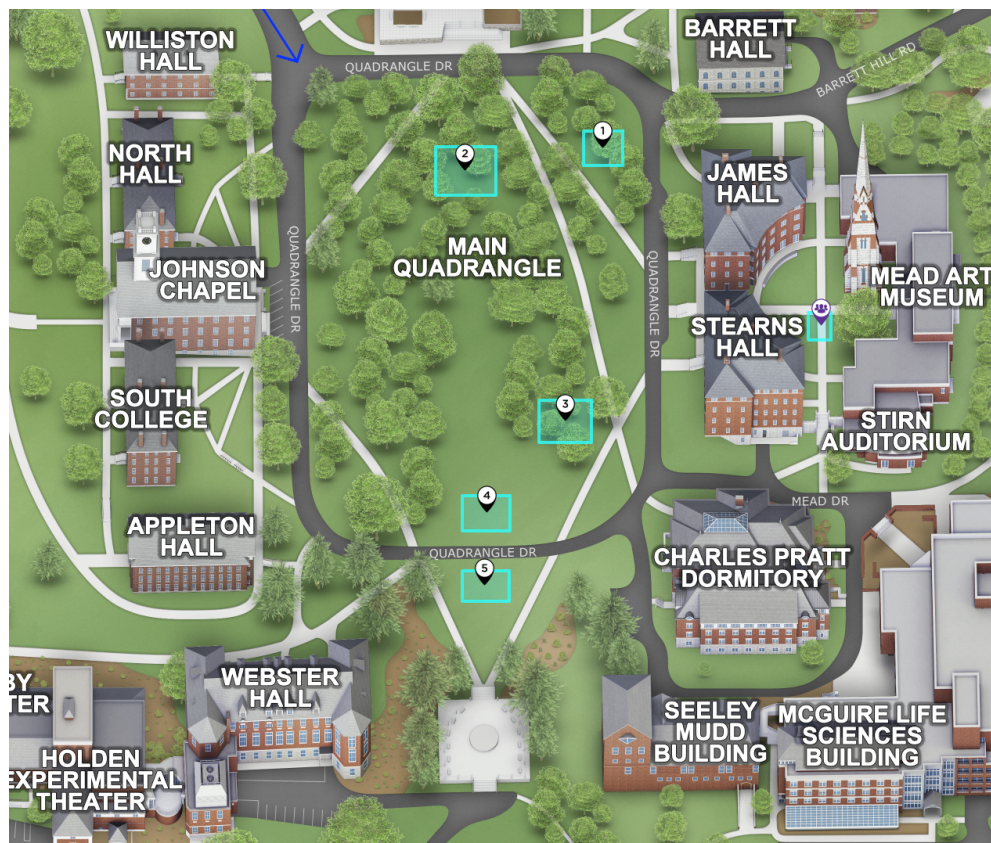 WILLISTON
HALL
QUADRANGLE DR
BARRETT
HALL
BARRETT HILL RD
1
2
NORTH
HALL
JAMES
HALL
MAIN
QUADRANGLE
QUADRANGLE DR
QUADRANGLE DR
JOHNSON
CHAPEL
MEAD ART
MUSEUM
STEARNS
HALL
SOUTH
COLLEGE
3
STIRN
AUDITORIUM
4
MEAD DR
APPLETON
HALL
QUADRANGLE DR
5
CHARLES PRATT
DORMITORY
BY
TER
WEBSTER
HALL
SEELEY
MUDD
BUILDING
MCGUIRE LIFE
SCIENCES
BUILDING
HOLDEN
EXPERIMENTAL
THEATER